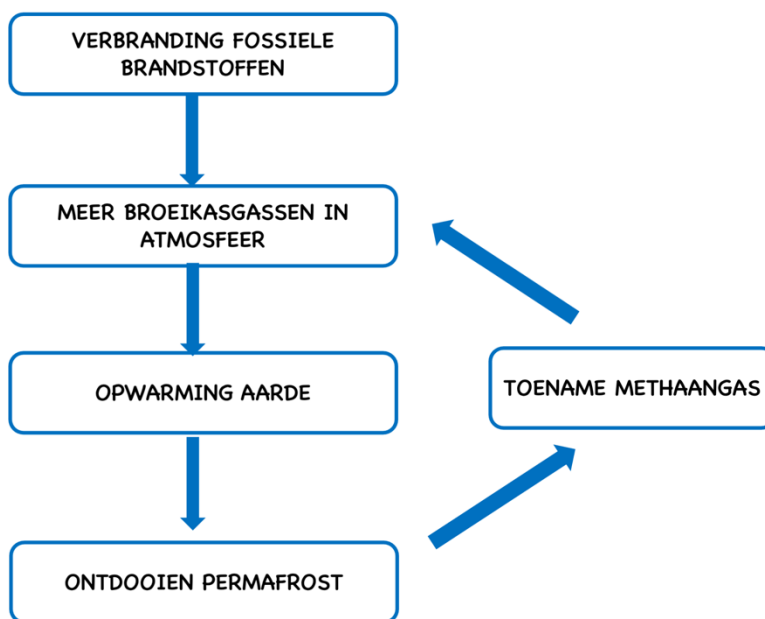 VERBRANDING FOSSIELE
BRANDSTOFFEN
MEER BROEIKASGASSEN IN
ATMOSFEER
OPWARMING AARDE
TOENAME METHAANGAS
ONTDOOIEN PERMAFROST